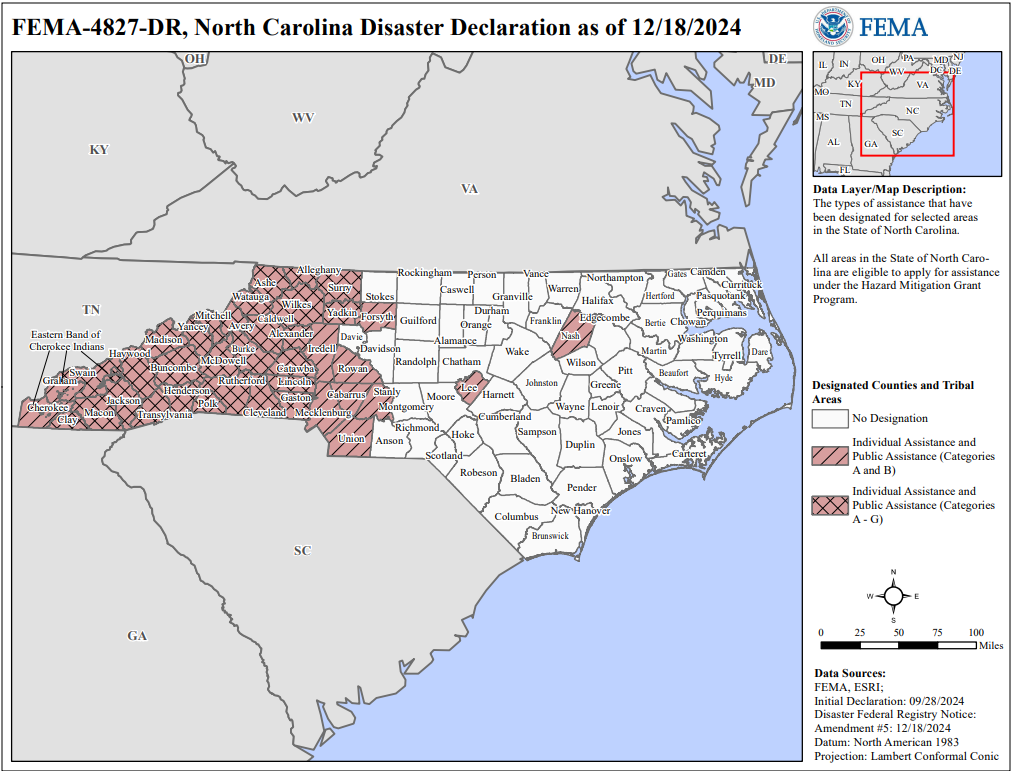 FEMA-4827-DR, North Carolina Disaster Declaration as of 12/18/2024
FEMA
OH
DE
MD
WV
KY
VA
TN
SC
GA
IL
IN
OH
PA
MD
NJ
WV
DC
DE
KY
VA
MO
TN
NC
MS
SC
AL
GA
FL
Alleghany
Ashe
Surry
Rockingham
Person
Vance
Northampton
Gates
Camden
Currituck
Watauga
Wilkes
Stokes
Caswell
Granville
Warren
Halifax
Hertford
Pasquotank
Perquimans
Mitchell
Yancey
Avery
Caldwell
Yadkin
Forsyth
Guilford
Durham
Orange
Franklin
Edgecombe
Bertie
Chowan
Eastern Band of
Cherokee Indians
Madison
Alexander
Davie
Alamance
Nash
Washington
Haywood
Burke
Iredell
Davidson
Wake
Martin
Tyrrell
Dare
Swain
Buncombe
McDowell
Catawba
Rowan
Randolph
Chatham
Wilson
Pitt
Beaufort
Hyde
Graham
Rutherford
Lincoln
Johnston
Greene
Henderson
Polk
Gaston
Cabarrus
Stanly
Lee
Moore
Harnett
Cherokee
Clay
Macon
Jackson
Transylvania
Cleveland
Mecklenburg
Montgomery
Wayne
Lenoir
Craven
Pamlico
Cumberland
Richmond
Union
Anson
Hoke
Sampson
Jones
Scotland
Duplin
Onslow
Carteret
Robeson
Bladen
Pender
Columbus
New Hanover
Brunswick
Data Layer/Map Description:
The types of assistance that have
been designated for selected areas
in the State of North Carolina.
All areas in the State of North Caro-
lina are eligible to apply for assistance
under the Hazard Mitigation Grant
Program.
Designated Counties and Tribal
Areas
No Designation
Individual Assistance and
Public Assistance (Categories
A and B)
Individual Assistance and
Public Assistance (Categories
A - G)
N
W
E
S
0 25 50 75 100
Miles
Data Sources:
FEMA, ESRI;
Initial Declaration: 09/28/2024
Disaster Federal Registry Notice:
Amendment #5: 12/18/2024
Datum: North American 1983
Projection: Lambert Conformal Conic